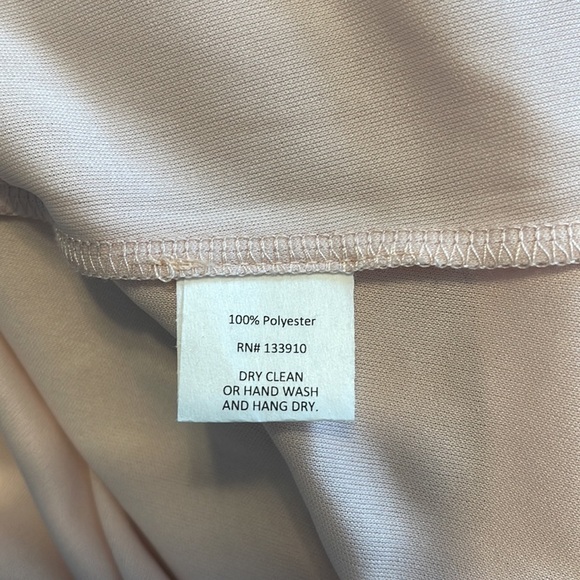 100% Polyester
RN# 133910
DRY CLEAN
OR HAND WASH
AND HANG DRY.